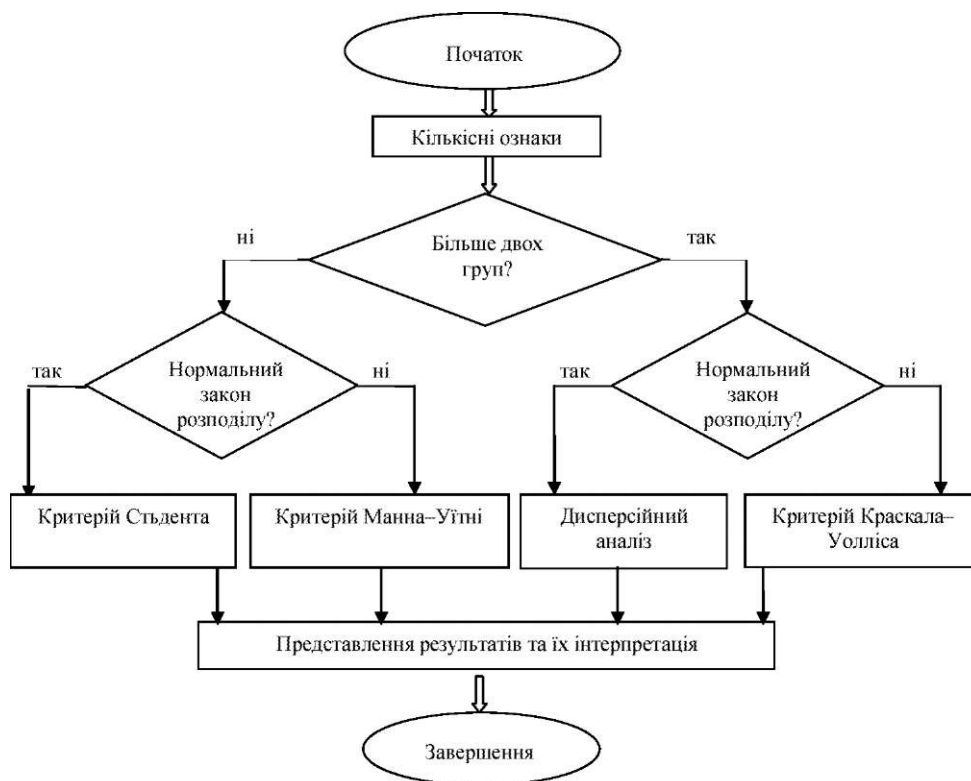 Початок
Кількісні ознаки
ні
Більше двох
груп?
так
так
Нормальний
закон
розподілу?
ні
так
Нормальний
закон
розподілу?
ні
Критерій Стьдента
Критерій Манна–Уїтні
Дисперсійний
аналіз
Критерій Краскала–
Уолліса
Представлення результатів та їх інтерпретація
Завершення